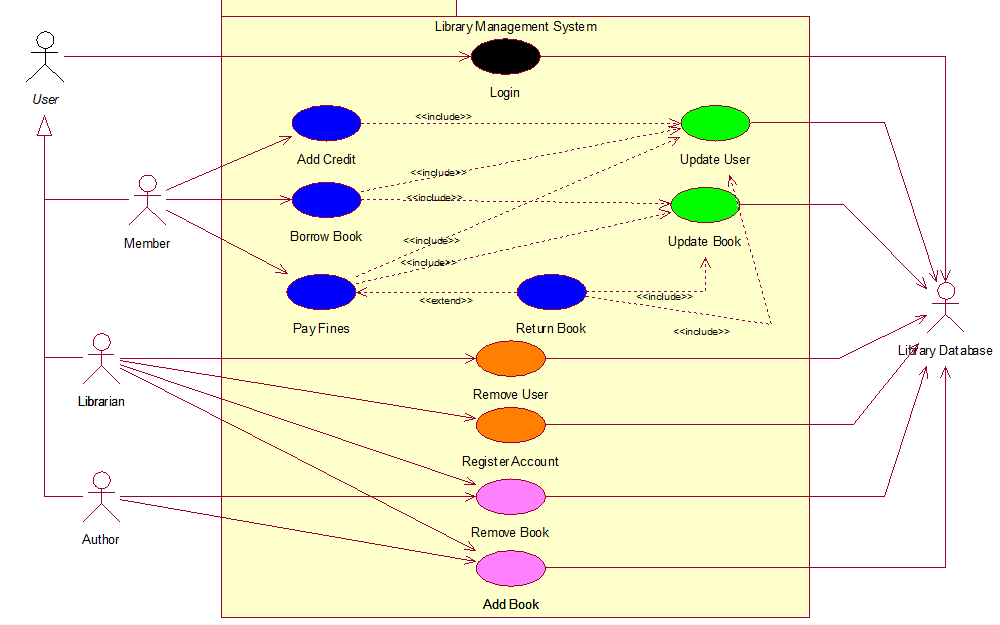 Library Management System
User
Login
<<include>>
Add Credit
Update User
<<include>>
<<include>>
Borrow Book
Member
Update Book
<<include>>
<<include>>
<<extend>>
<<include>>
Pay Fines
Return Book
<<include>>
Library Database
Remove User
Librarian
Register Account
Remove Book
Author
Add Book